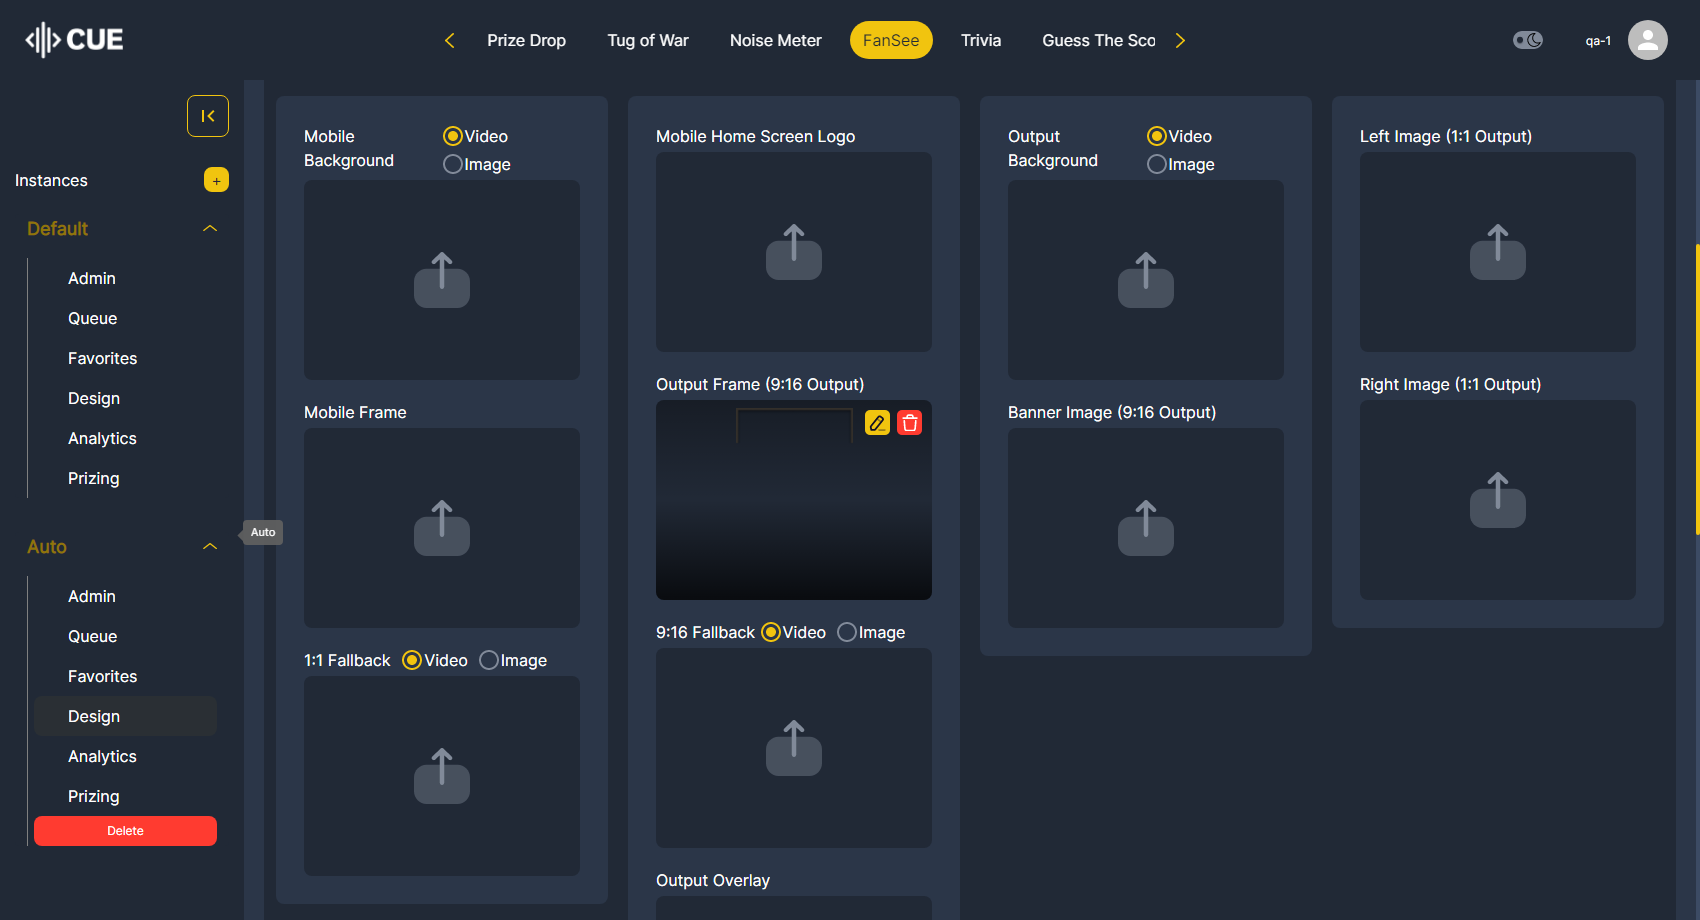 CUE
Prize Drop
Tug of War
Noise Meter
FanSee
Trivia
Guess The Sco
qa-1
Instances
+
Default
Admin
Queue
Favorites
Design
Analytics
Prizing
Auto
Auto
Admin
Queue
Favorites
Design
Analytics
Prizing
Delete
Mobile
Background
Video
Image
Mobile Frame
1:1 Fallback
Video
Image
Mobile Home Screen Logo
Output Frame (9:16 Output)
9:16 Fallback
Video
Image
Output Overlay
Output
Background
Video
Image
Banner Image (9:16 Output)
Left Image (1:1 Output)
Right Image (1:1 Output)